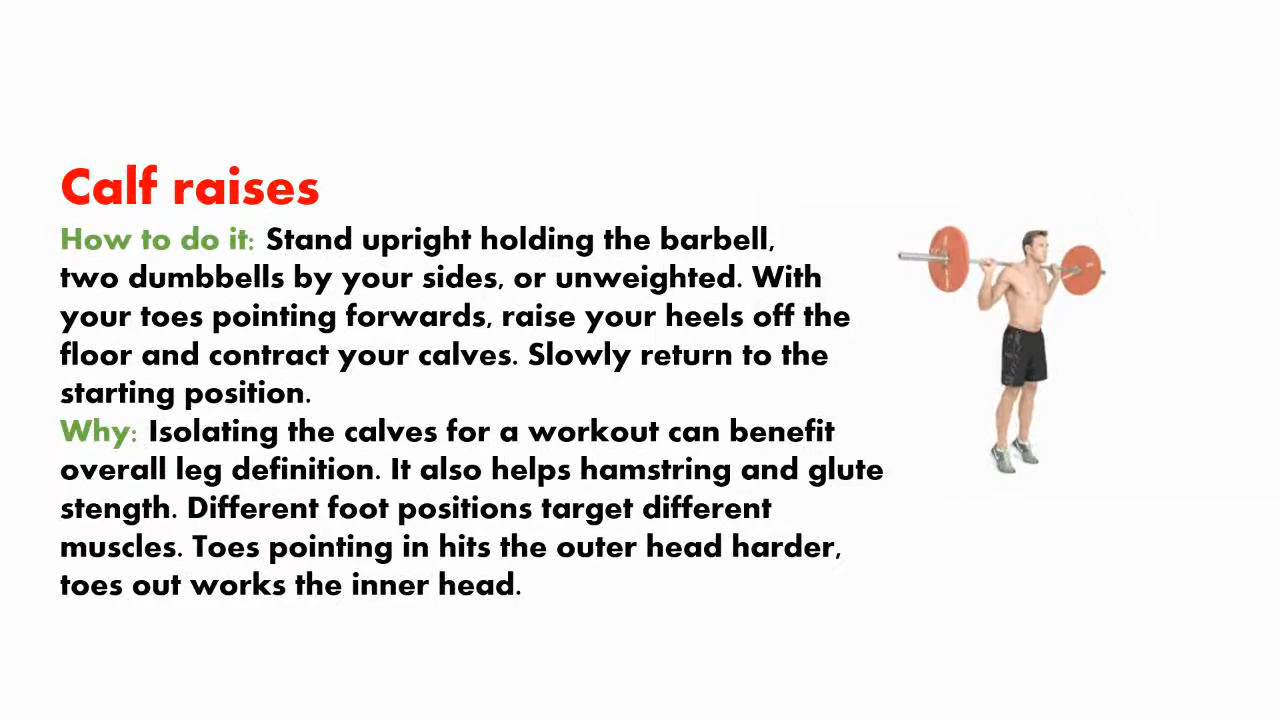 Calf raises
How to do it: Stand upright holding the barbell,
two dumbbells by your sides, or unweighted. With
your toes pointing forwards, raise your heels off the
floor and contract your calves. Slowly return to the
starting position.
Why: Isolating the calves for a workout can benefit
overall leg definition. It also helps hamstring and glute
stength. Different foot positions target different
muscles. Toes pointing in hits the outer head harder,
toes out works the inner head.